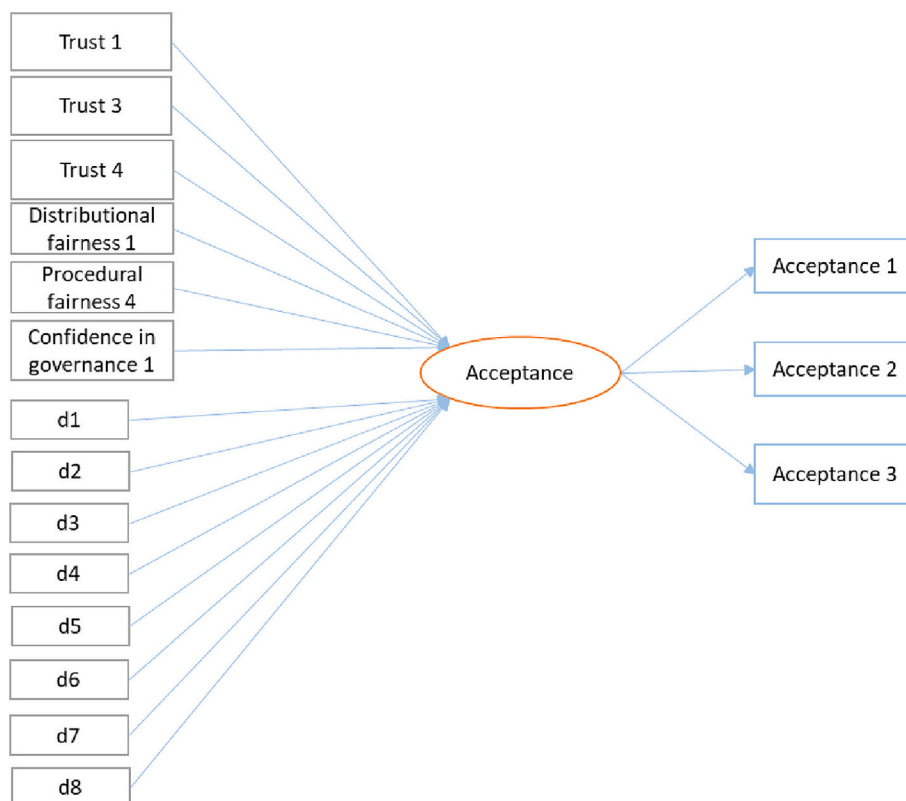 Trust 1
Trust 3
Trust 4
Distributional
fairness 1
Procedural
fairness 4
Confidence in
governance 1
d1
d2
d3
d4
d5
d6
d7
d8
Acceptance
Acceptance 1
Acceptance 2
Acceptance 3